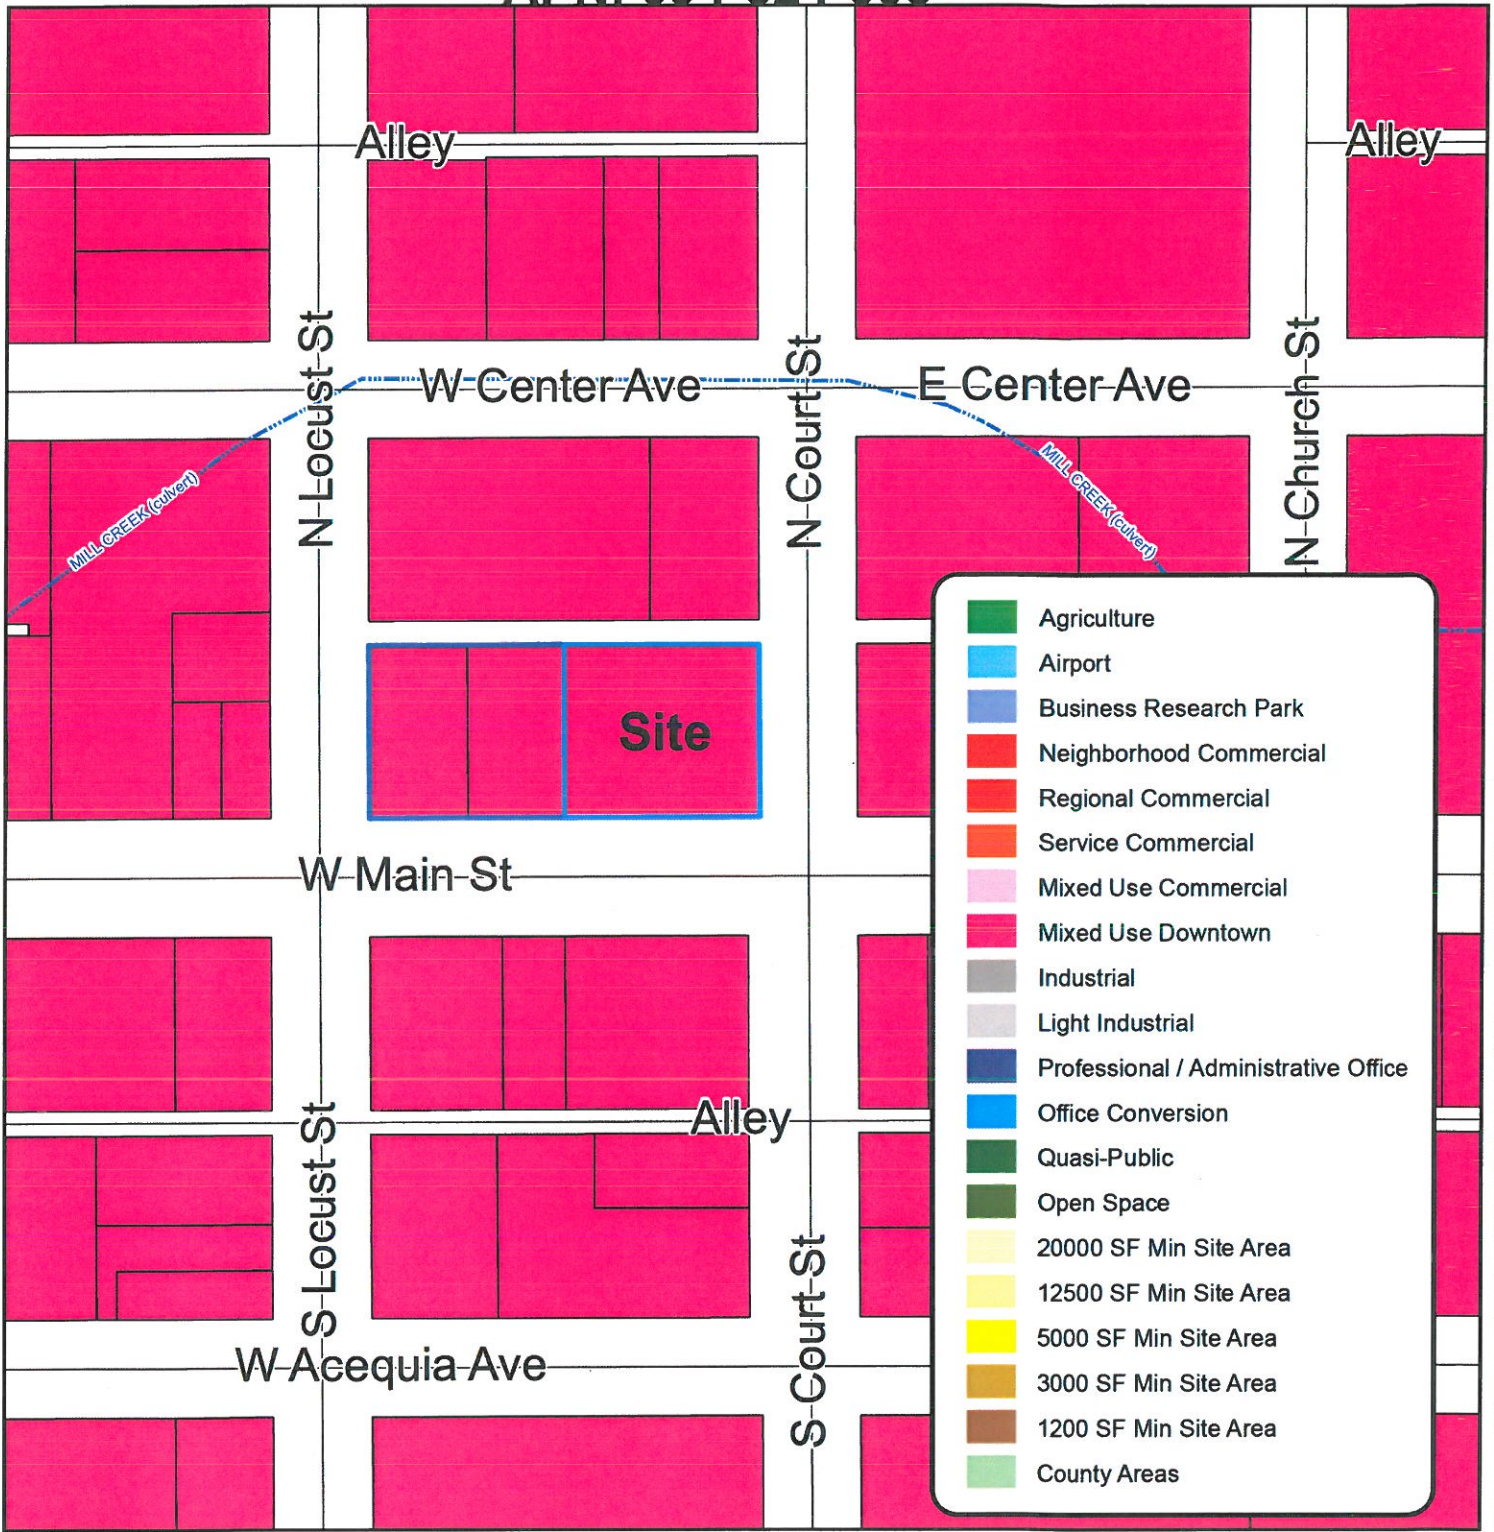 Alley
Alley
N Locust St
W Center Ave
N Court St
E Center Ave
N Church St
MILL CREEK (culvert)
MILL CREEK (culvert)
Site
W Main St
Alley
S Locust St
S Court St
W Acequia Ave
Agriculture
Airport
Business Research Park
Neighborhood Commercial
Regional Commercial
Service Commercial
Mixed Use Commercial
Mixed Use Downtown
Industrial
Light Industrial
Professional / Administrative Office
Office Conversion
Quasi-Public
Open Space
20000 SF Min Site Area
12500 SF Min Site Area
5000 SF Min Site Area
3000 SF Min Site Area
1200 SF Min Site Area
County Areas